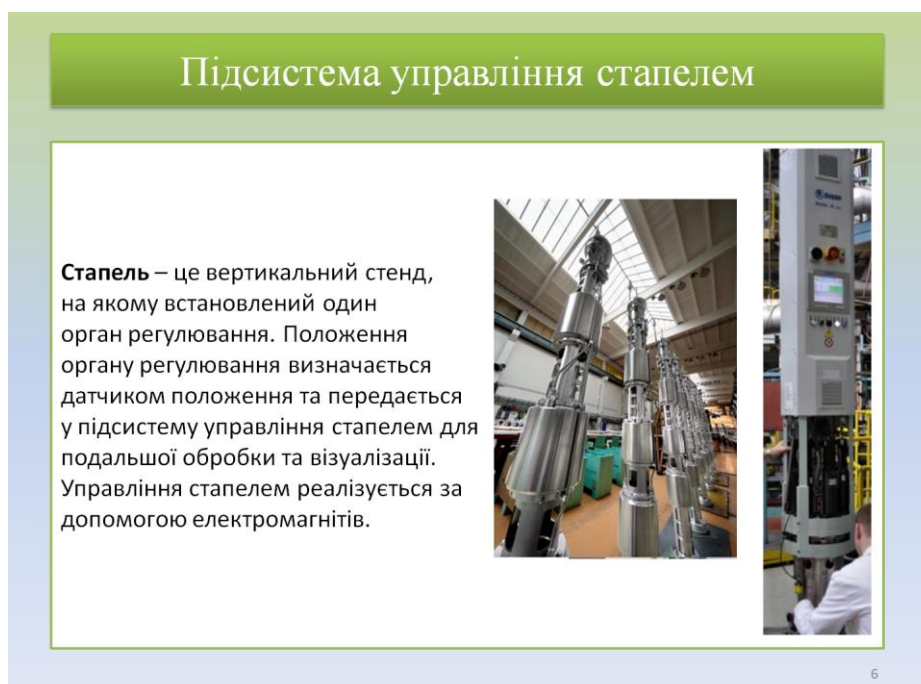 Підсистема управління стапелем
Стапель – це вертикальний стенд,
на якому встановлений один
орган регулювання. Положення
органу регулювання визначається
датчиком положення та передається
у підсистему управління стапелем для
подальшої обробки та візуалізації.
Управління стапелем реалізується за
допомогою електромагнітів.
6